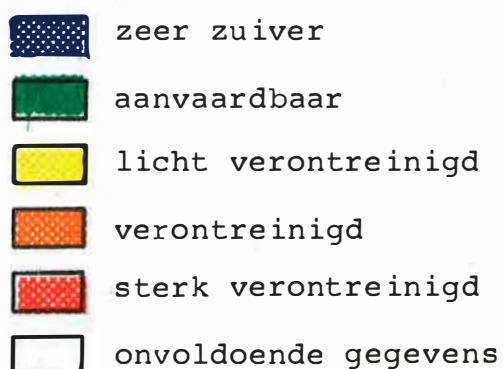 zeer zuiver
aanvaardbaar
licht verontreinigd
verontreinigd
sterk verontreinigd
onvoldoende gegevens